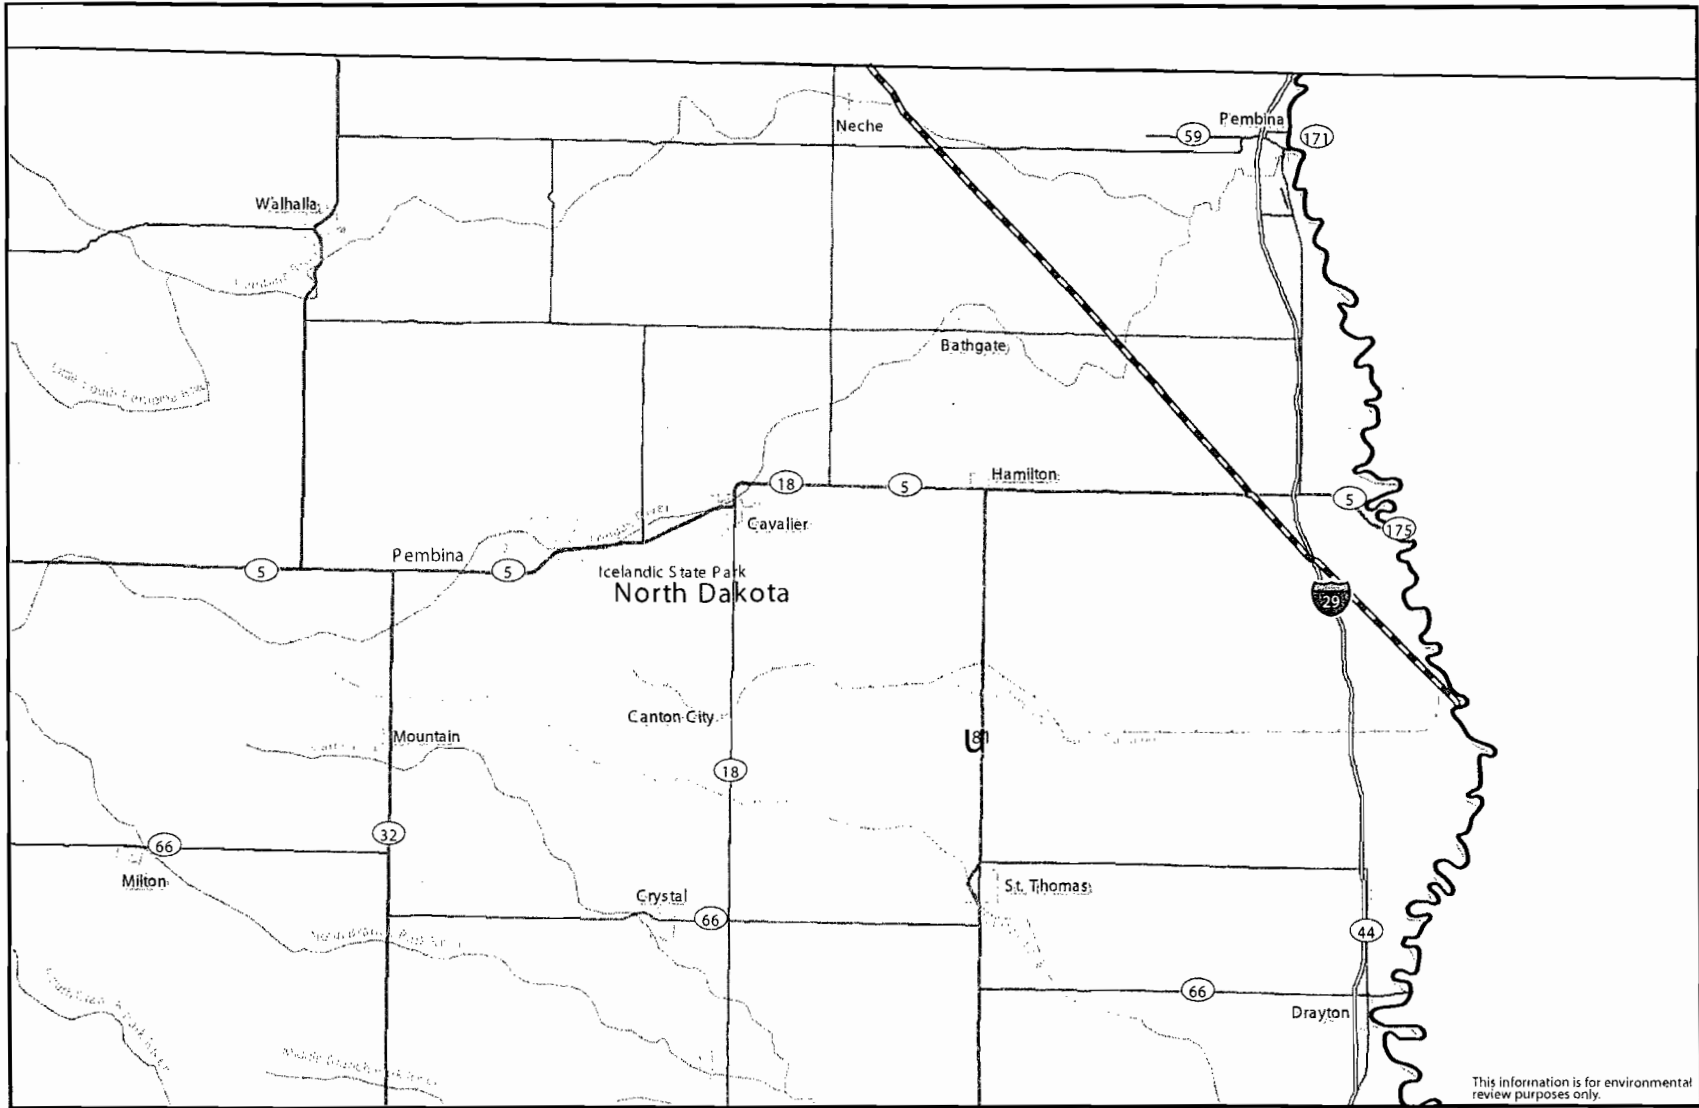 Neche
Pembina
59
171
Walhalla
Bathgate
18
5
Hamilton
5
175
Cavalier
Pembina
5
5
Icelandic State Park
North Dakota
29
Canton City
Mountain
81
18
32
66
Milton
St. Thomas
Crystal
66
44
66
Drayton
This information is for environmental
review purposes only.